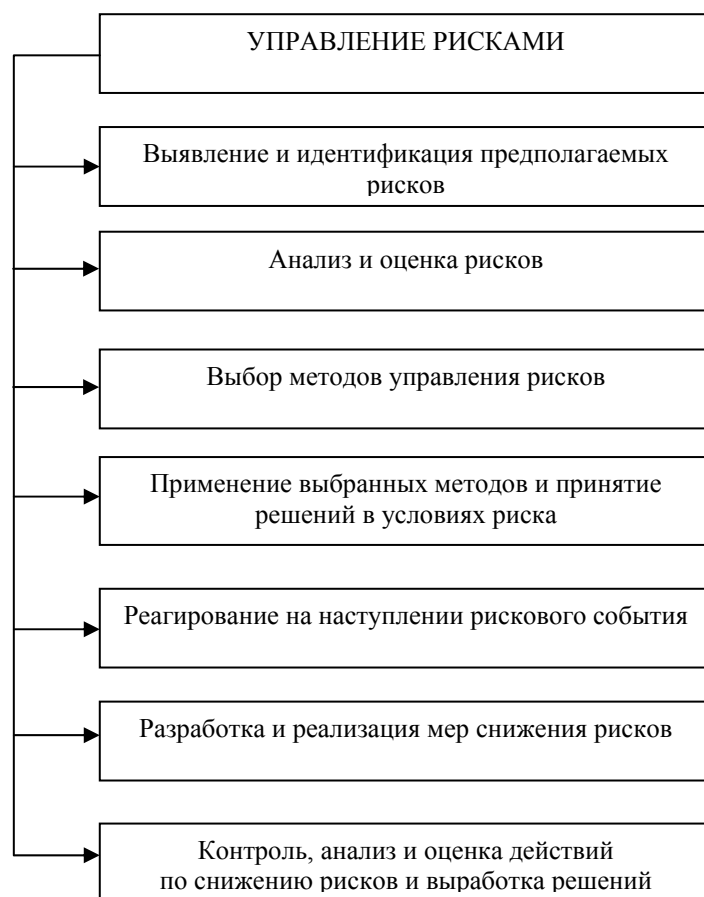 УПРАВЛЕНИЕ РИСКАМИ
Выявление и идентификация предполагаемых
рисков
Анализ и оценка рисков
Выбор методов управления рисков
Применение выбранных методов и принятие
решений в условиях риска
Реагирование на наступлении рискового события
Разработка и реализация мер снижения рисков
Контроль, анализ и оценка действий
по снижению рисков и выработка решений